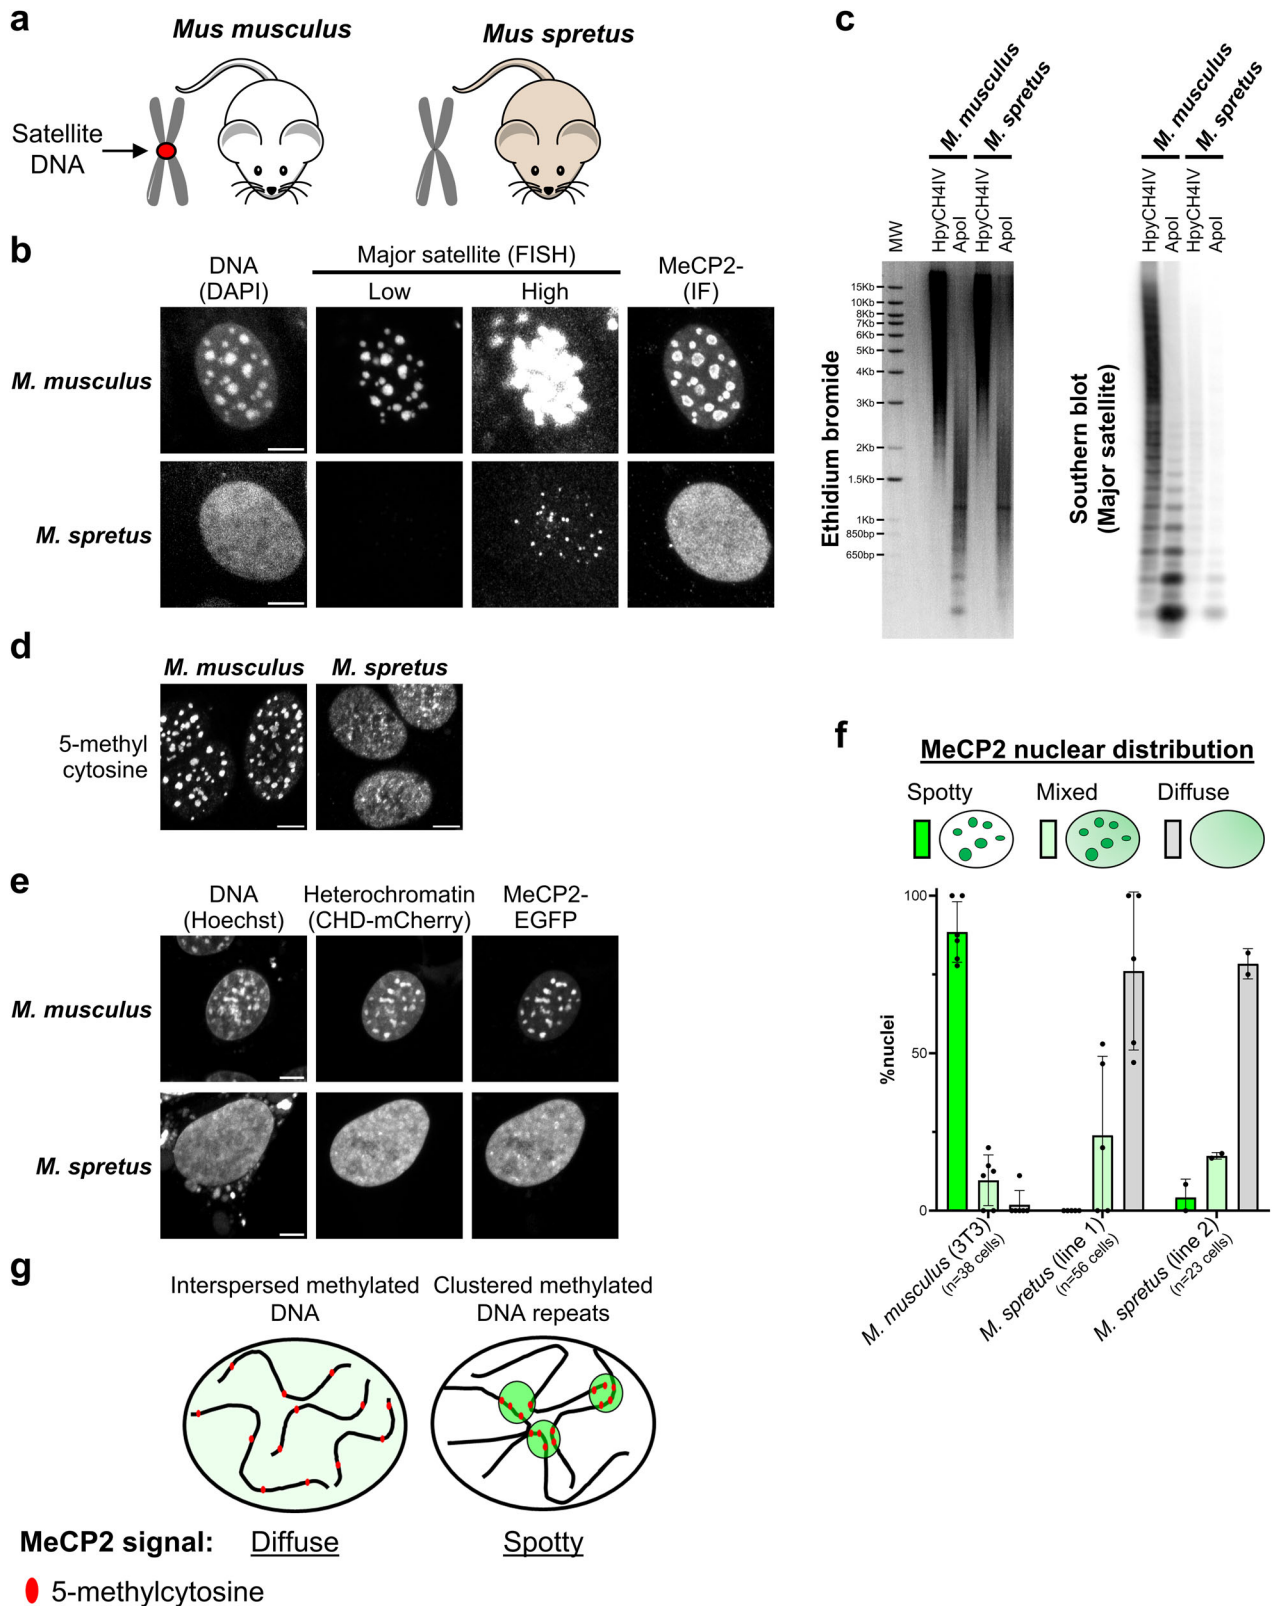 a
Mus musculus
Mus spretus
Satellite
DNA
b
DNA
(DAPI)
Major satellite (FISH)
Low
High
MeCP2-
(IF)
M. musculus
M. spretus
c
M. musculus
M. spretus
M. musculus
M. spretus
MW
HpyCH4IV
ApoI
HpyCH4IV
ApoI
HpyCH4IV
ApoI
HpyCH4IV
ApoI
15Kb
10Kb
8Kb
7Kb
6Kb
5Kb
4Kb
3Kb
2Kb
1.5Kb
1Kb
850bp
650bp
Ethidium bromide
Southern blot
(Major satellite)
d
M. musculus
M. spretus
5-methyl
cytosine
e
DNA
(Hoechst)
Heterochromatin
(CHD-mCherry)
MeCP2-
EGFP
M. musculus
M. spretus
f
MeCP2 nuclear distribution
Spotty
Mixed
Diffuse
100
50
0
%nuclei
M. musculus (3T3)
(n=38 cells)
M. spretus (line 1)
(n=56 cells)
M. spretus (line 2)
(n=23 cells)
g
Interspersed methylated
DNA
Clustered methylated
DNA repeats
MeCP2 signal:
Diffuse
Spotty
5-methylcytosine